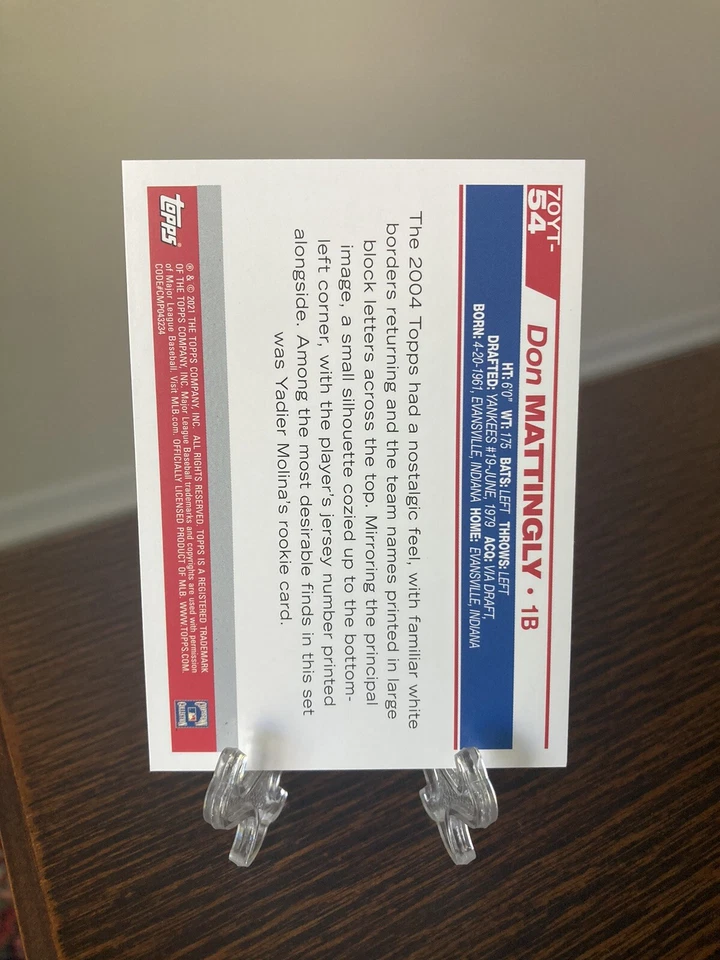 70YT-
54
Don MATTINGLY • 1B
HT: 6'0" WT: 175 BATS: LEFT THROWS: LEFT
DRAFTED: YANKEES #19-JUNE, 1979 ACQ: VIA DRAFT,
BORN: 4-20-1961, EVANSVILLE, INDIANA HOME: EVANSVILLE, INDIANA
The 2004 Topps had a nostalgic feel, with familiar white
borders returning and the team names printed in large
block letters across the top. Mirroring the principal
image, a small silhouette cozied up to the bottom-
left corner, with the player's jersey number printed
alongside. Among the most desirable finds in this set
was Yadier Molina's rookie card.
topps®
® & © 2021 THE TOPPS COMPANY, INC. ALL RIGHTS RESERVED. TOPPS IS A REGISTERED TRADEMARK
OF THE TOPPS COMPANY, INC. Major League Baseball trademarks and copyrights are used with permission
of Major League Baseball. Visit MLB.com. OFFICIALLY LICENSED PRODUCT OF MLB. WWW.TOPPS.COM.
CODE#CMP043234